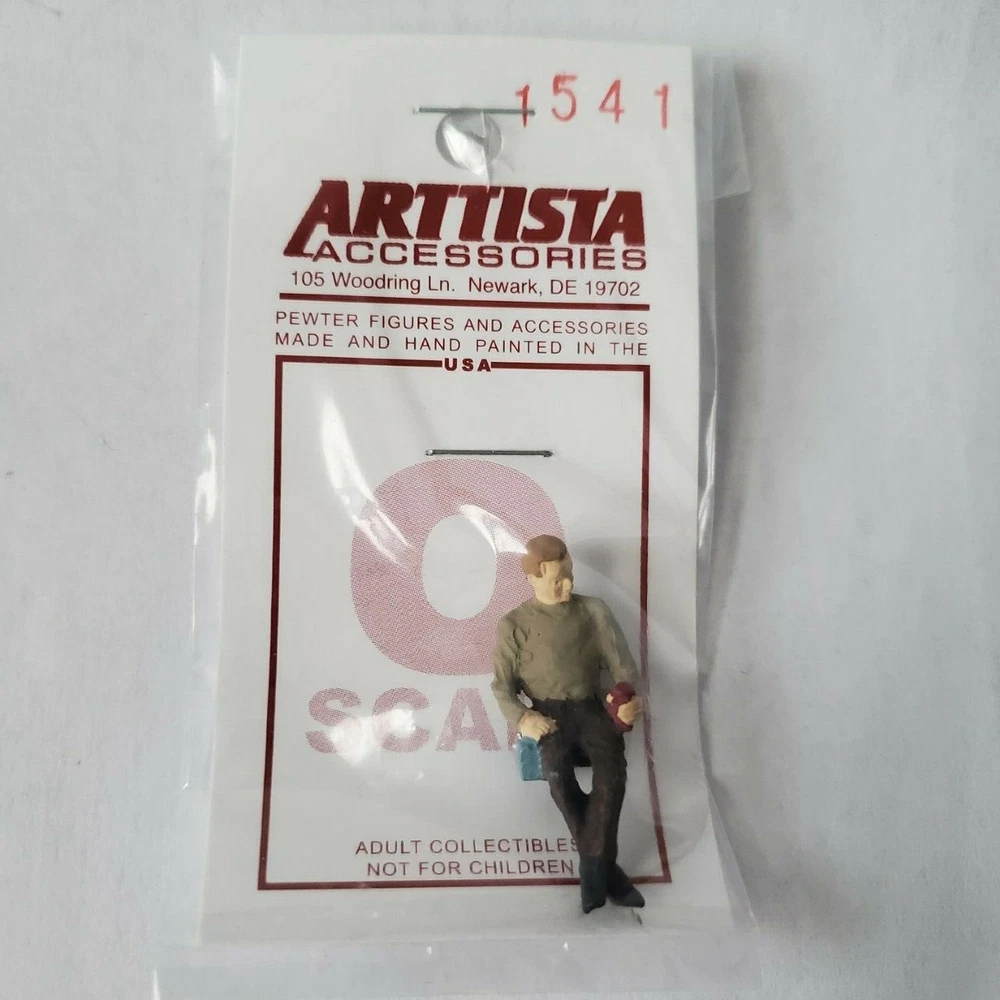 1541
ARTTISTA
ACCESSORIES
105 Woodring Ln. Newark, DE 19702
PEWTER FIGURES AND ACCESSORIES
MADE AND HAND PAINTED IN THE
USA
O
ADULT COLLECTIBLES
NOT FOR CHILDREN